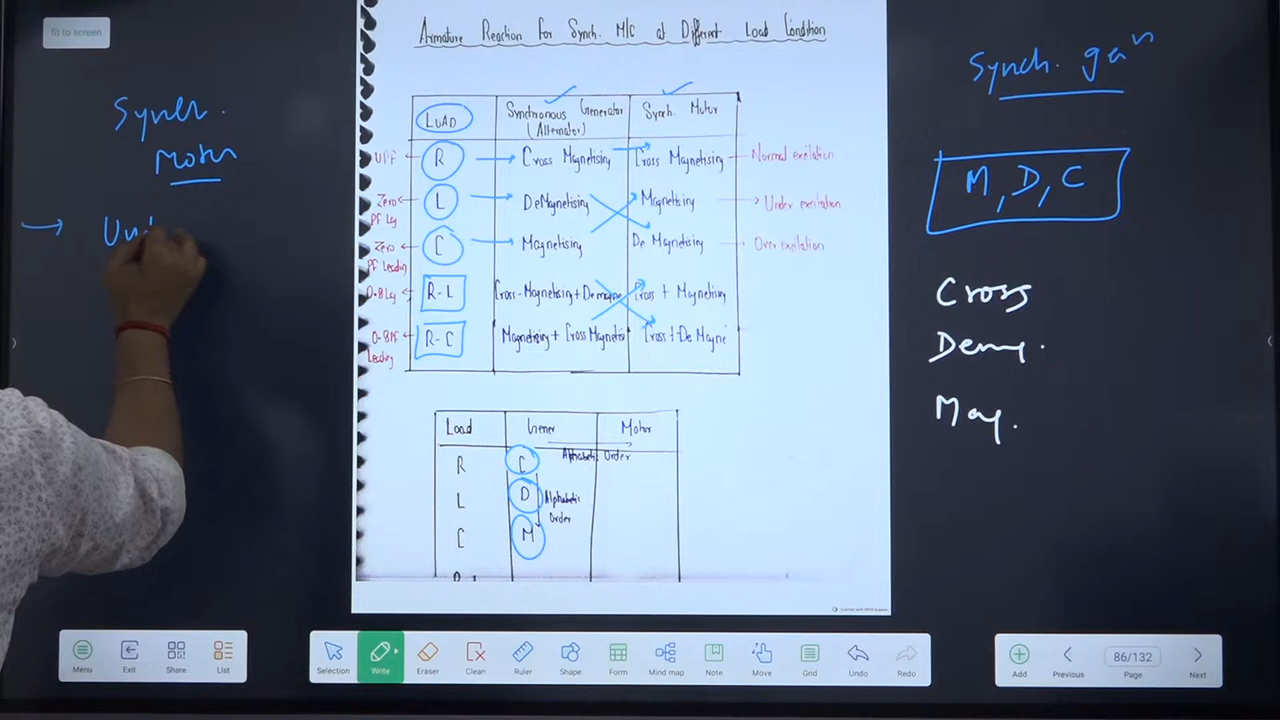 fit to screen
Armature Reaction for Synch. M/C at Different Load Condition
Synch. gen
Synch.
Motor
LOAD
Synchronous Generator
(Alternator)
Synch. Motor
UPF
R
Cross Magnetising
Cross Magnetising
Normal excitation
Zero
PF Lag
L
DeMagnetising
Magnetising
Under excitation
M, D, C
Und
Zero
PF Leading
C
Magnetising
De Magnetising
Over excitation
0.8 Lg
R-L
Cross-Magnetising + Demagne
Cross + Magnetising
Cross
0.8 PF
Leading
R-C
Magnetising + Cross Magnetisi
Cross + De Magne
Demg.
Mag.
Load
Gener
Motor
Alphabetic Order
R
C
L
D
Alphabetic
Order
C
M
Menu
Exit
Share
List
Selection
Write
Eraser
Clean
Ruler
Shape
Form
Mind map
Note
Move
Grid
Undo
Redo
Add
Previous
86/132
Page
Next